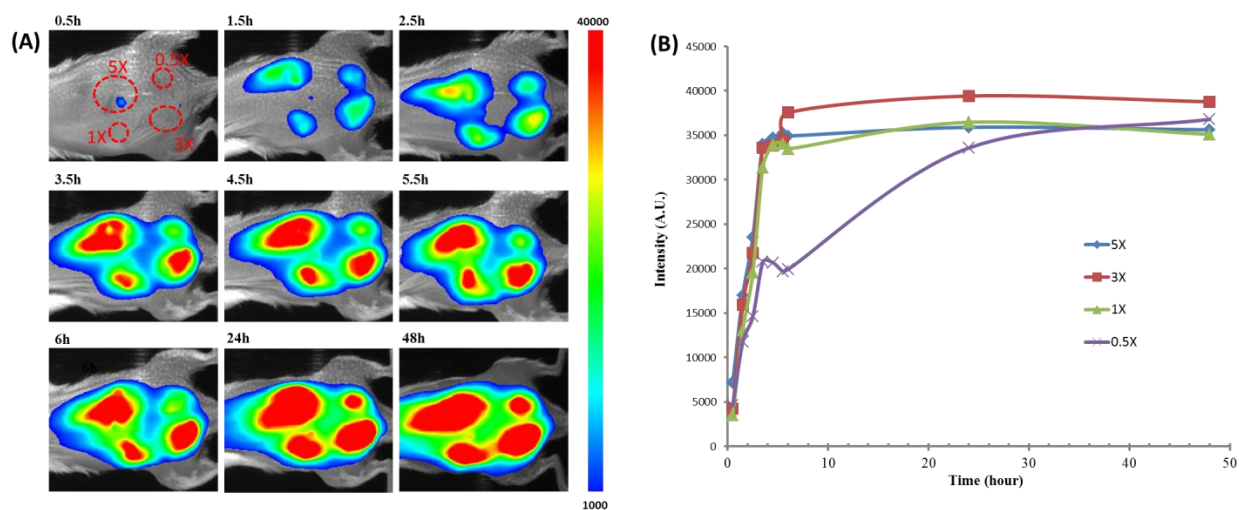 (A)
0.5h
1.5h
2.5h
5X
0.5X
1X
3X
3.5h
4.5h
5.5h
6h
6h
24h
48h
40000
1000
(B)
45000
40000
35000
30000
25000
20000
15000
10000
5000
0
Intensity (A.U.)
5X
3X
1X
0.5X
0 10 20 30 40 50
Time (hour)